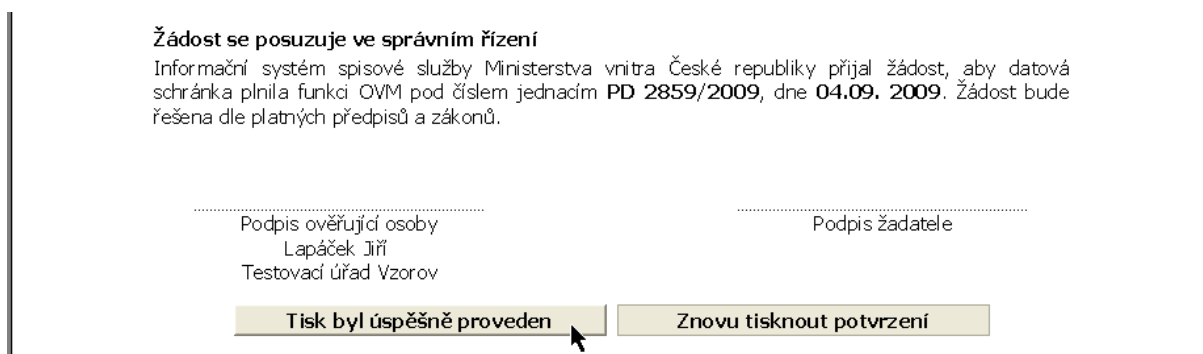 Žádost se posuzuje ve správním řízení
Informační systém spisové služby Ministerstva vnitra České republiky přijal žádost, aby datová
schránka plnila funkci OVM pod číslem jednacím PD 2859/2009, dne 04.09. 2009. Žádost bude
řešena dle platných předpisů a zákonů.
Podpis ověřující osoby
Lapáček Jiří
Testovací úřad Vzorov
Podpis žadatele
Tisk byl úspěšně proveden
Znovu tisknout potvrzení